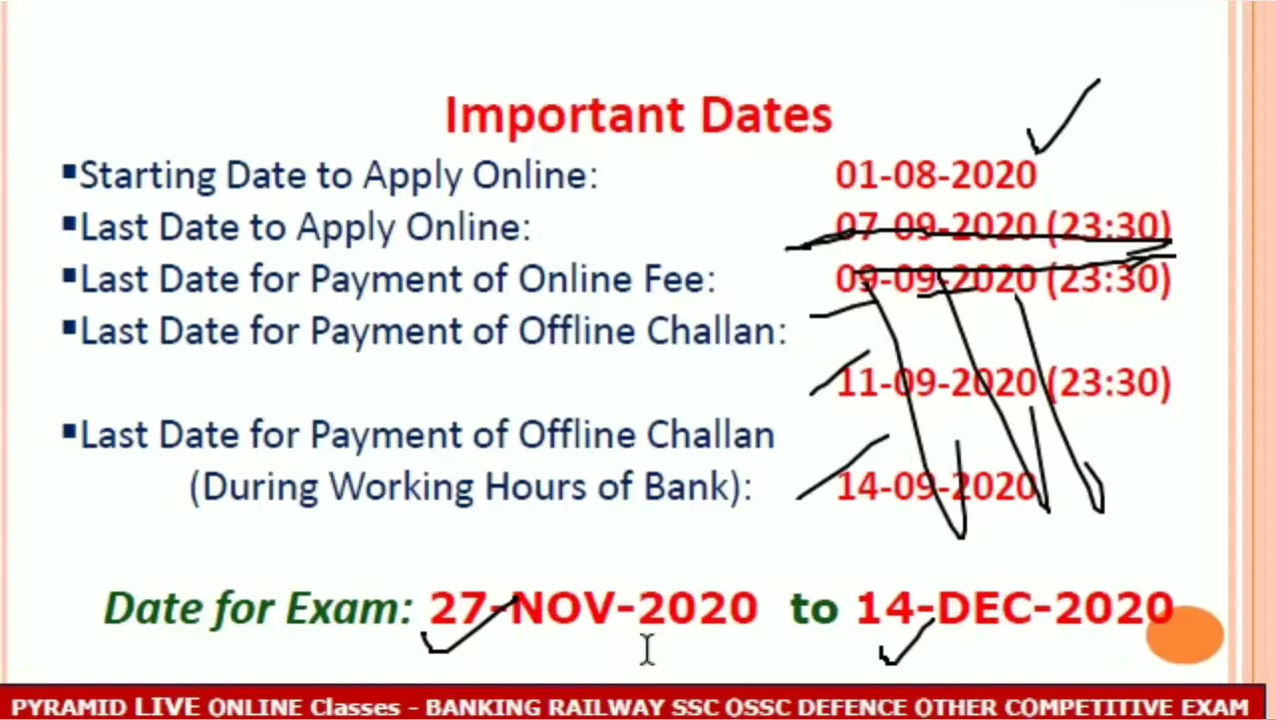 Important Dates
▪Starting Date to Apply Online: 01-08-2020
▪Last Date to Apply Online: 07-09-2020 (23:30)
▪Last Date for Payment of Online Fee: 09-09-2020 (23:30)
▪Last Date for Payment of Offline Challan:
11-09-2020 (23:30)
▪Last Date for Payment of Offline Challan
(During Working Hours of Bank): 14-09-2020
Date for Exam: 27-NOV-2020 to 14-DEC-2020
PYRAMID LIVE ONLINE Classes - BANKING RAILWAY SSC OSSC DEFENCE OTHER COMPETITIVE EXAM